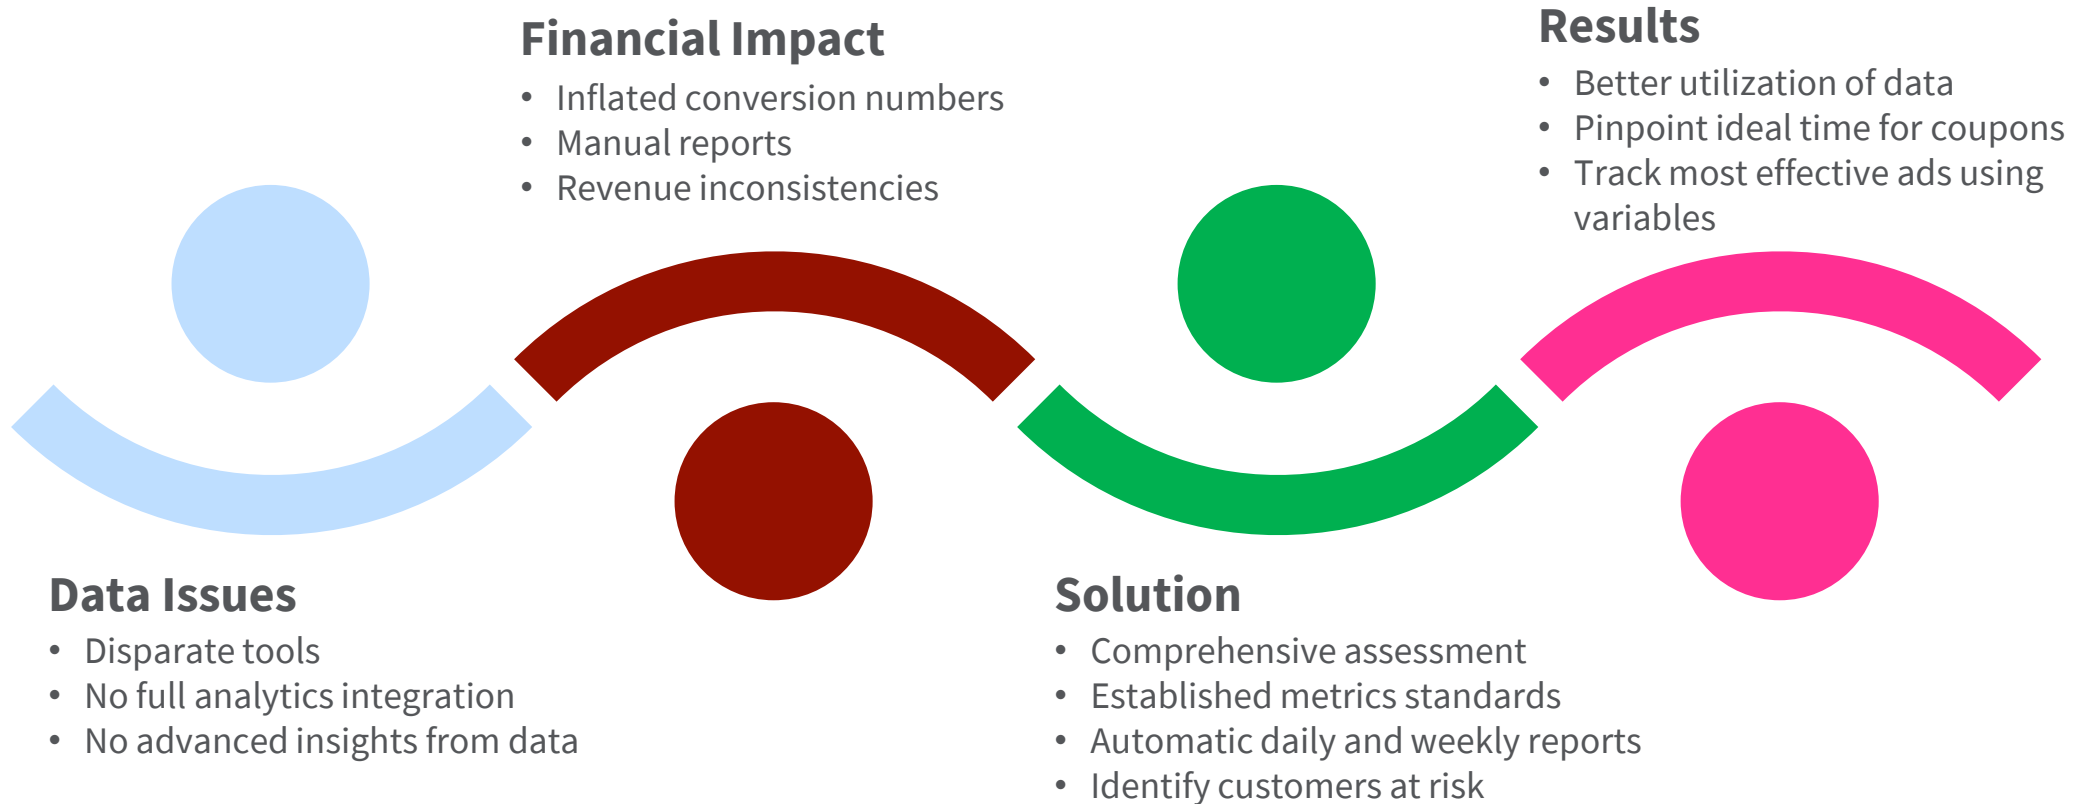 Data Issues
• Disparate tools
• No full analytics integration
• No advanced insights from data
Financial Impact
• Inflated conversion numbers
• Manual reports
• Revenue inconsistencies
Solution
• Comprehensive assessment
• Established metrics standards
• Automatic daily and weekly reports
• Identify customers at risk
Results
• Better utilization of data
• Pinpoint ideal time for coupons
• Track most effective ads using
variables